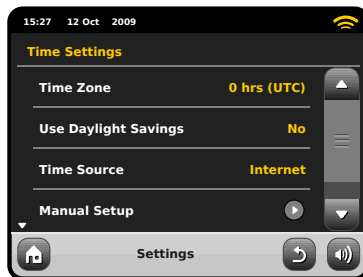 15:27 12 Oct 2009
Time Settings
Time Zone 0 hrs (UTC)
Use Daylight Savings No
Time Source Internet
Manual Setup
Settings